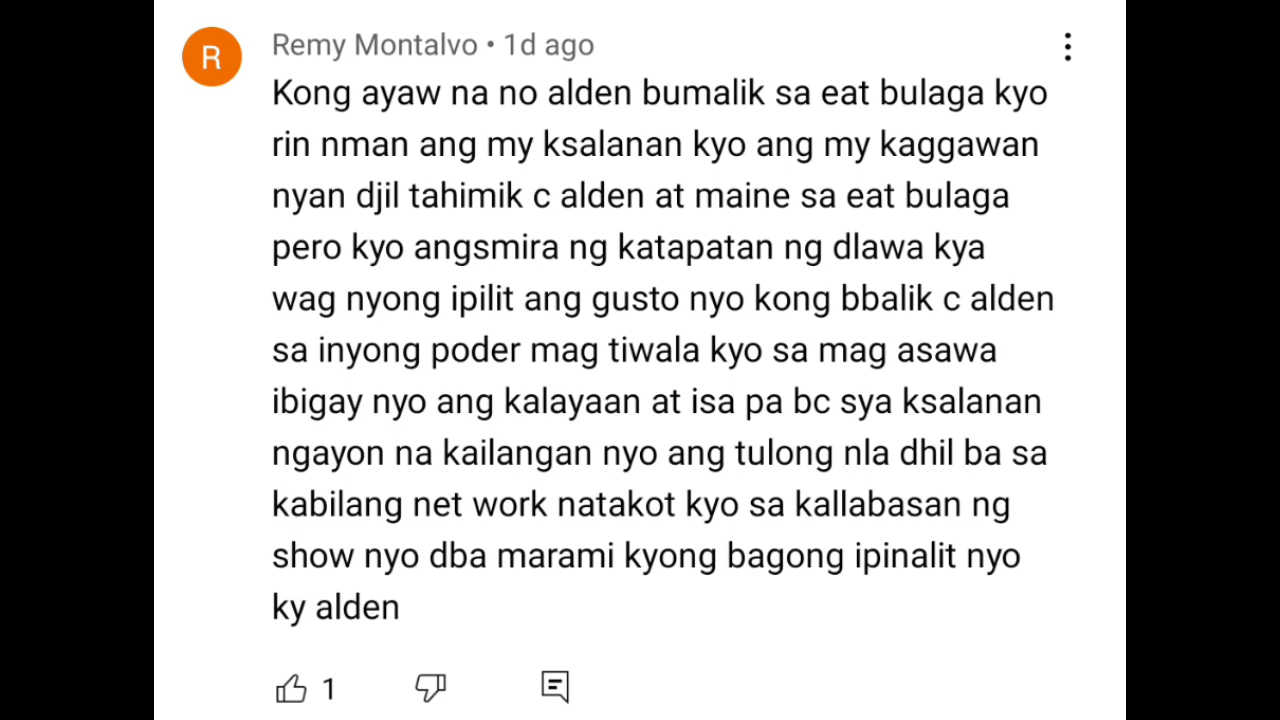 R
Remy Montalvo • 1d ago
Kong ayaw na no alden bumalik sa eat bulaga kyo
rin nman ang my ksalanan kyo ang my kaggawan
nyan djil tahimik c alden at maine sa eat bulaga
pero kyo angsmira ng katapatan ng dlawa kya
wag nyong ipilit ang gusto nyo kong bbalik c alden
sa inyong poder mag tiwala kyo sa mag asawa
ibigay nyo ang kalayaan at isa pa bc sya ksalanan
ngayon na kailangan nyo ang tulong nla dhil ba sa
kabilang net work natakot kyo sa kallabasan ng
show nyo dba marami kyong bagong ipinalit nyo
ky alden
1